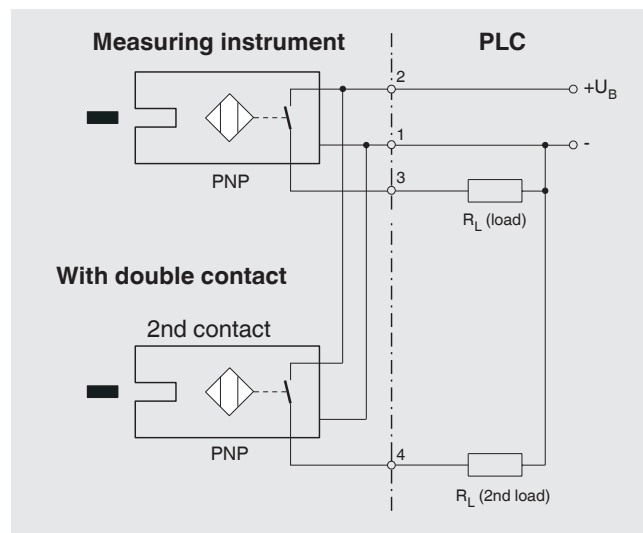 Measuring instrument
PLC
2
+U_B
1
-
PNP
3
R_L (load)
With double contact
2nd contact
PNP
4
R_L (2nd load)